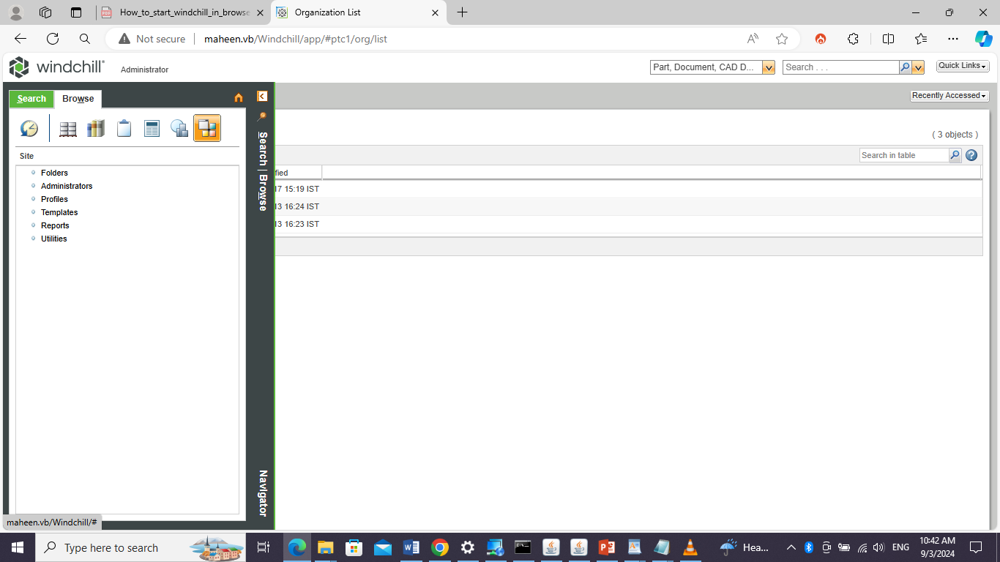 How_to_start_windchill_in_browse
Organization List
Not secure
maheen.vb/Windchill/app/#ptc1/org/list
windchill
Administrator
Part, Document, CAD D...
Search . . .
Quick Links
Search
Browse
Recently Accessed
( 3 objects )
Search in table
Site
Folders
Administrators
Profiles
Templates
Reports
Utilities
Search | Browse
Navigator
fied
17 15:19 IST
13 16:24 IST
13 16:23 IST
maheen.vb/Windchill/#
Type here to search
Hea...
ENG
10:42 AM
9/3/2024